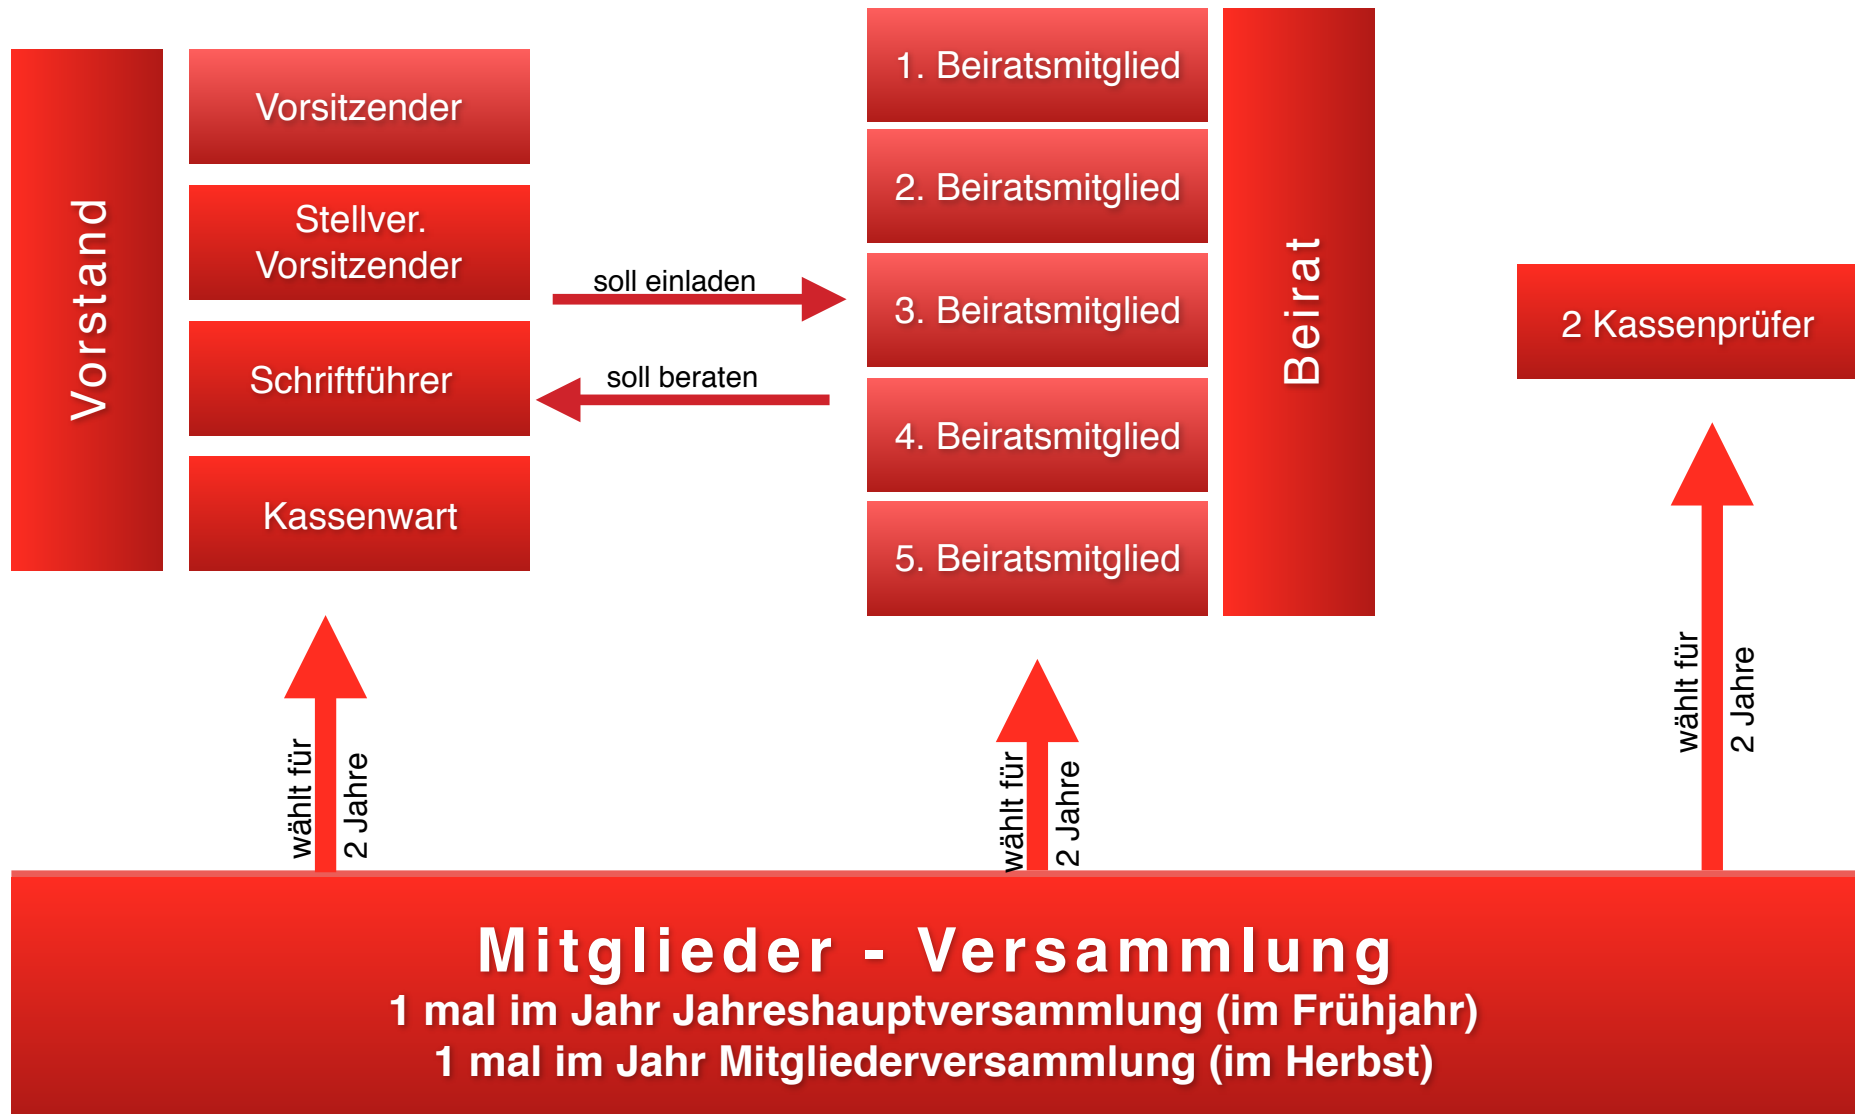 Vorstand
Vorsitzender
Stellver.
Vorsitzender
Schriftführer
Kassenwart
soll einladen
soll beraten
1. Beiratsmitglied
2. Beiratsmitglied
3. Beiratsmitglied
4. Beiratsmitglied
5. Beiratsmitglied
Beirat
2 Kassenprüfer
wählt für
2 Jahre
wählt für
2 Jahre
wählt für
2 Jahre
Mitglieder - Versammlung
1 mal im Jahr Jahreshauptversammlung (im Frühjahr)
1 mal im Jahr Mitgliederversammlung (im Herbst)